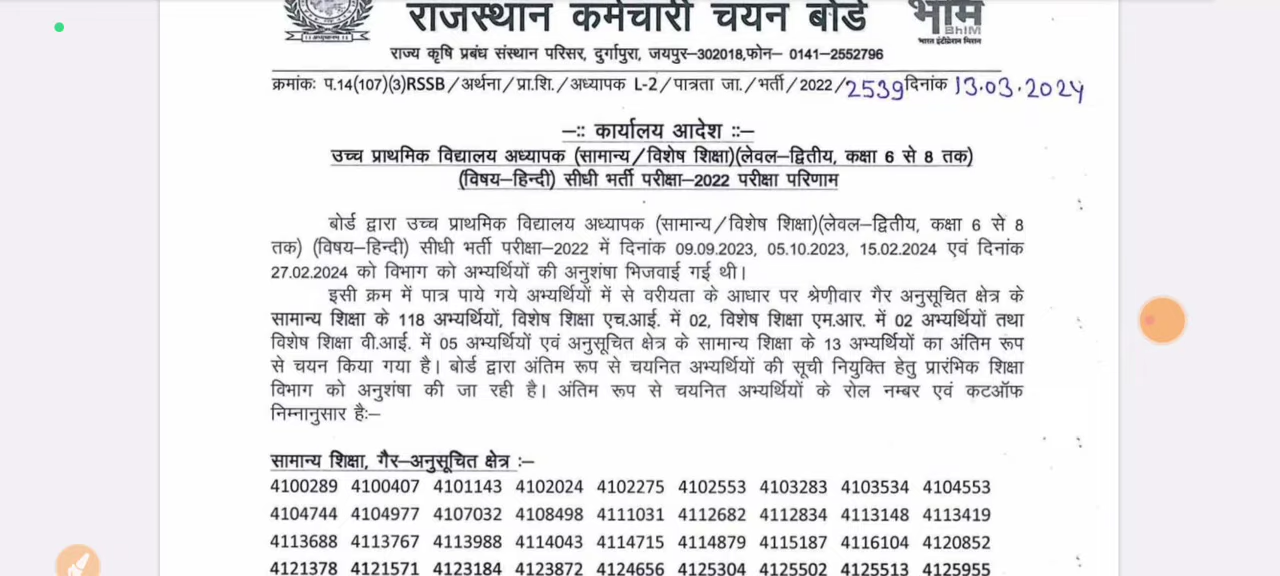 राजस्थान कर्मचारी चयन बोर्ड
BHIM
राज्य कृषि प्रबंध संस्थान परिसर, दुर्गापुरा, जयपुर–302018,फोन– 0141–2552796
क्रमांकः प.14(107)(3)RSSB/अर्थना/प्रा.शि./अध्यापक L-2/पात्रता जा./भर्ती/2022/2539दिनांक 13.03.2024
–:: कार्यालय आदेश ::–
उच्च प्राथमिक विद्यालय अध्यापक (सामान्य/विशेष शिक्षा)(लेवल–द्वितीय, कक्षा 6 से 8 तक)
(विषय–हिन्दी) सीधी भर्ती परीक्षा–2022 परीक्षा परिणाम
बोर्ड द्वारा उच्च प्राथमिक विद्यालय अध्यापक (सामान्य/विशेष शिक्षा)(लेवल–द्वितीय, कक्षा 6 से 8
तक) (विषय–हिन्दी) सीधी भर्ती परीक्षा–2022 में दिनांक 09.09.2023, 05.10.2023, 15.02.2024 एवं दिनांक
27.02.2024 को विभाग को अभ्यर्थियों की अनुशंषा भिजवाई गई थी।
इसी क्रम में पात्र पाये गये अभ्यर्थियों में से वरीयता के आधार पर श्रेणीवार गैर अनुसूचित क्षेत्र के
सामान्य शिक्षा के 118 अभ्यर्थियों, विशेष शिक्षा एच.आई. में 02, विशेष शिक्षा एम.आर. में 02 अभ्यर्थियों तथा
विशेष शिक्षा वी.आई. में 05 अभ्यर्थियों एवं अनुसूचित क्षेत्र के सामान्य शिक्षा के 13 अभ्यर्थियों का अंतिम रूप
से चयन किया गया है। बोर्ड द्वारा अंतिम रूप से चयनित अभ्यर्थियों की सूची नियुक्ति हेतु प्रारंभिक शिक्षा
विभाग को अनुशंषा की जा रही है। अंतिम रूप से चयनित अभ्यर्थियों के रोल नम्बर एवं कटऑफ
निम्नानुसार है:–
सामान्य शिक्षा, गैर–अनुसूचित क्षेत्र :–
4100289 4100407 4101143 4102024 4102275 4102553 4103283 4103534 4104553
4104744 4104977 4107032 4108498 4111031 4112682 4112834 4113148 4113419
4113688 4113767 4113988 4114043 4114715 4114879 4115187 4116104 4120852
4121378 4121571 4123184 4123872 4124656 4125304 4125502 4125513 4125955